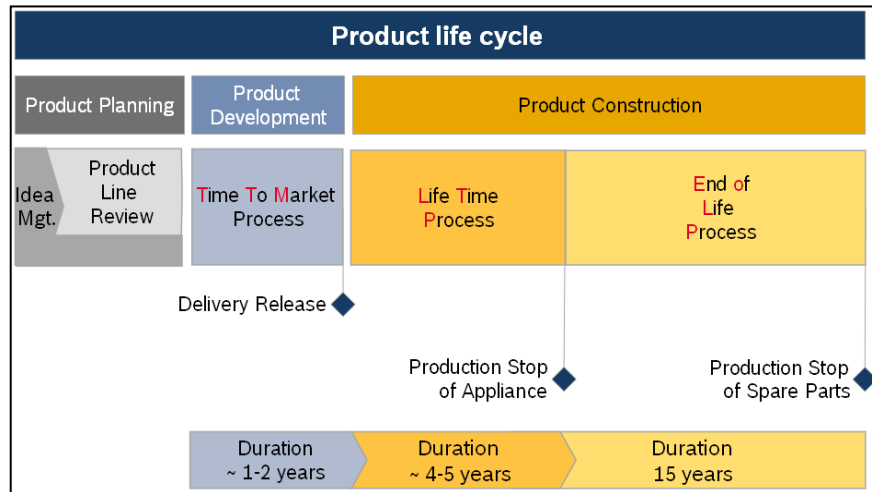 Product life cycle
Product Planning
Product
Development
Product Construction
Idea
Mgt.
Product
Line
Review
Time To Market
Process
Life Time
Process
End of
Life
Process
Delivery Release
Production Stop
of Appliance
Production Stop
of Spare Parts
Duration
~ 1-2 years
Duration
~ 4-5 years
Duration
15 years